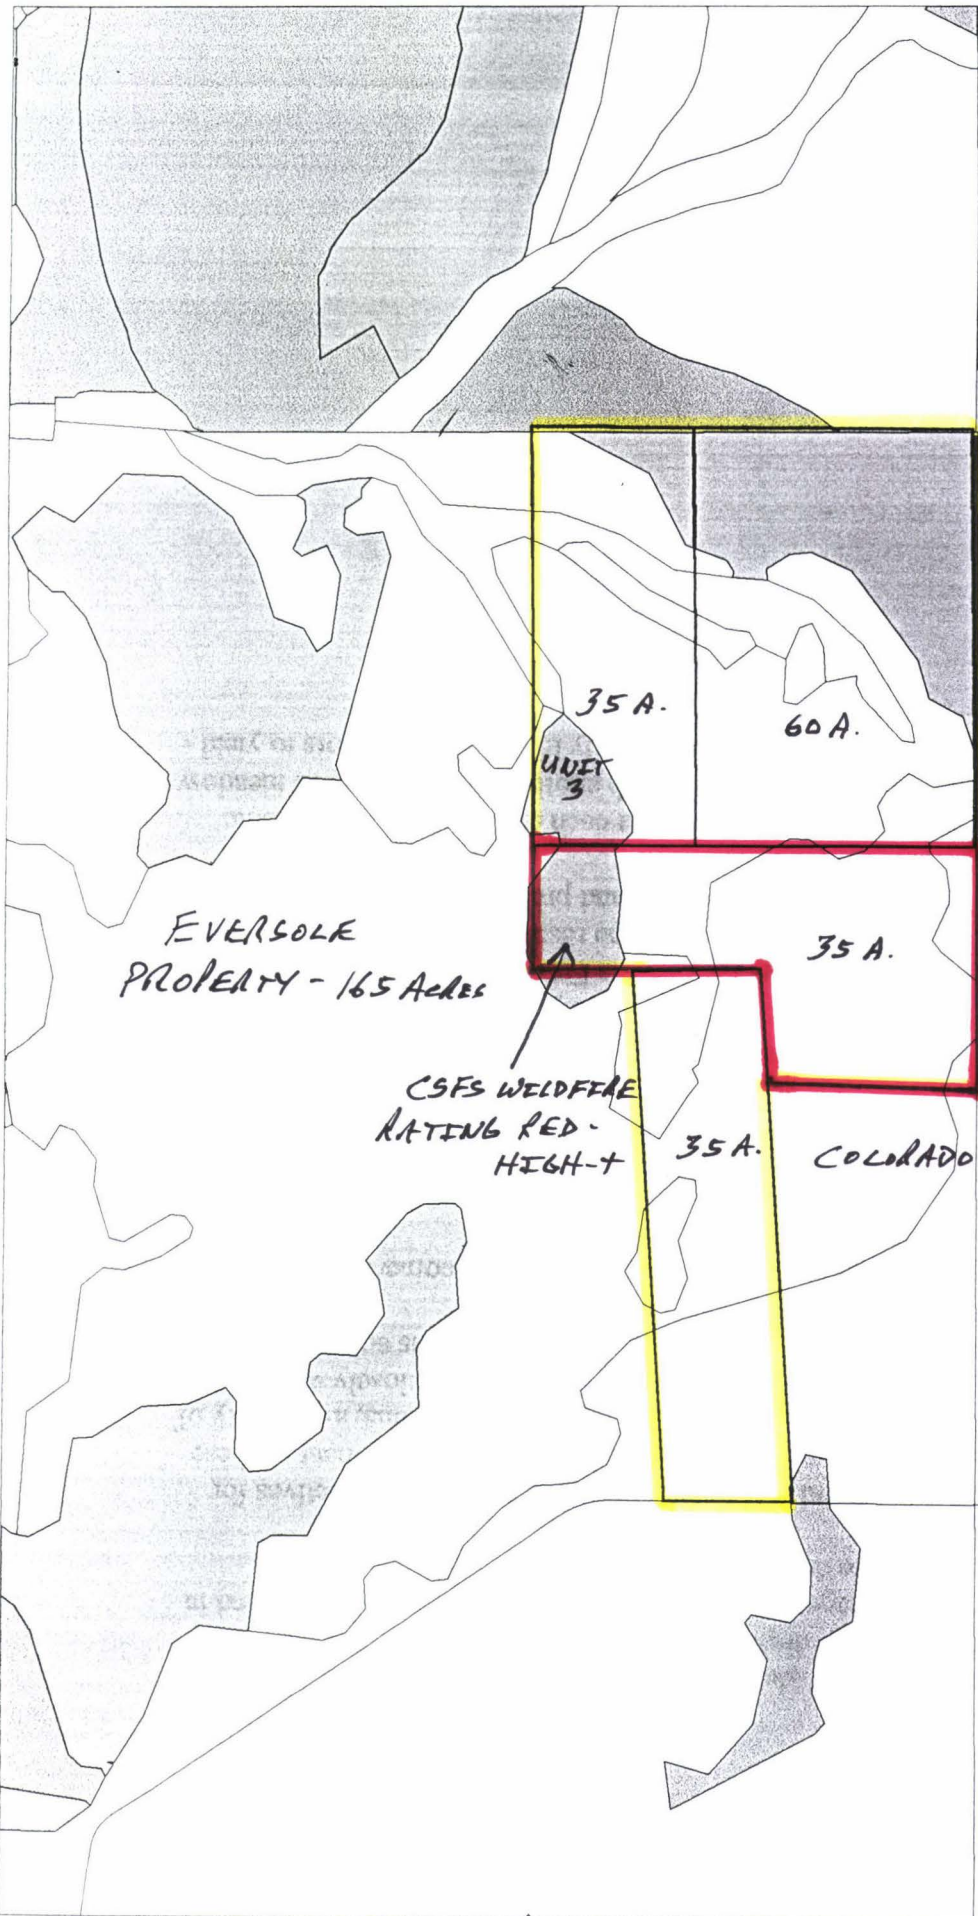 35 A.
60 A.
UNIT
3
35 A.
EVERSOLE
PROPERTY - 165 ACRES
CSFS WILDFIRE
RATING RED -
HIGH-+
35 A.
COLORADO